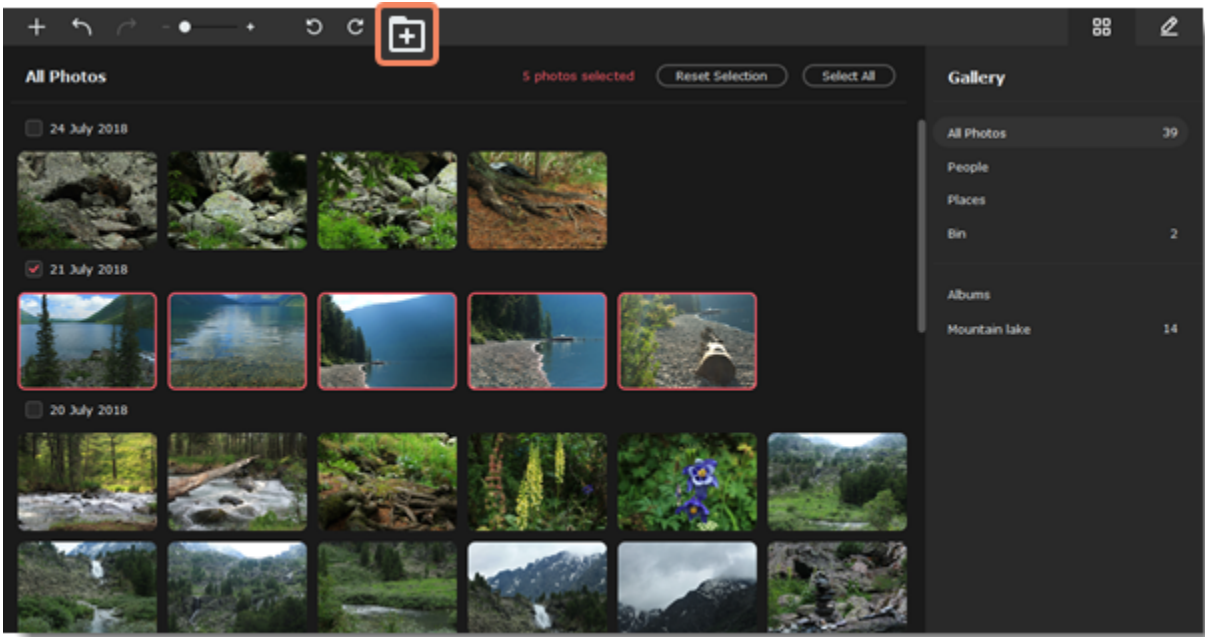 All Photos
5 photos selected
Reset Selection
Select All
24 July 2018
21 July 2018
20 July 2018
Gallery
All Photos 39
People
Places
Bin 2
Albums
Mountain lake 14